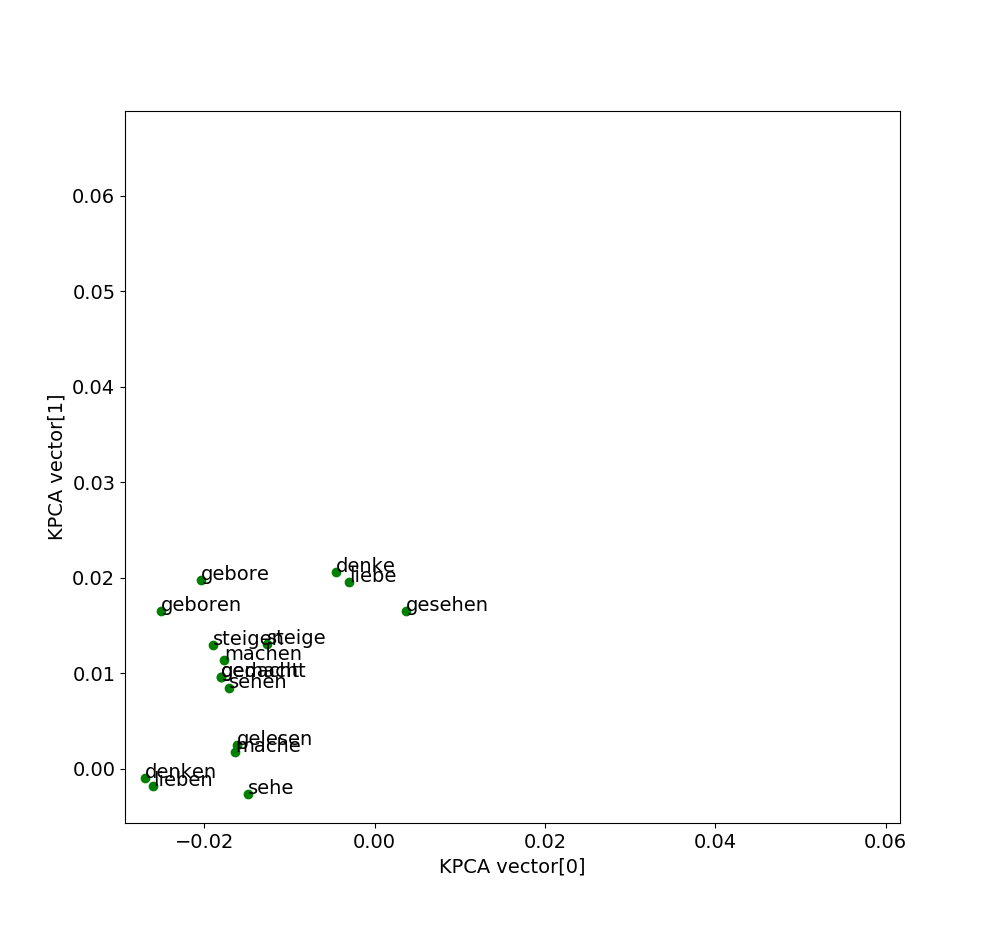 0.06
0.05
0.04
0.03
0.02
0.01
0.00
KPCA vector[1]
denke
liebe
gebore
geboren
gesehen
steigen
steige
machen
gemacht
sehen
gelesen
mache
denken
lieben
sehe
−0.02
0.00
0.02
0.04
0.06
KPCA vector[0]